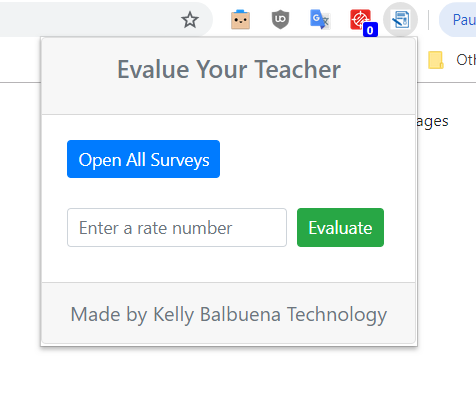 0
Pau
Evalue Your Teacher
Oth
ages
Open All Surveys
Enter a rate number
Evaluate
Made by Kelly Balbuena Technology